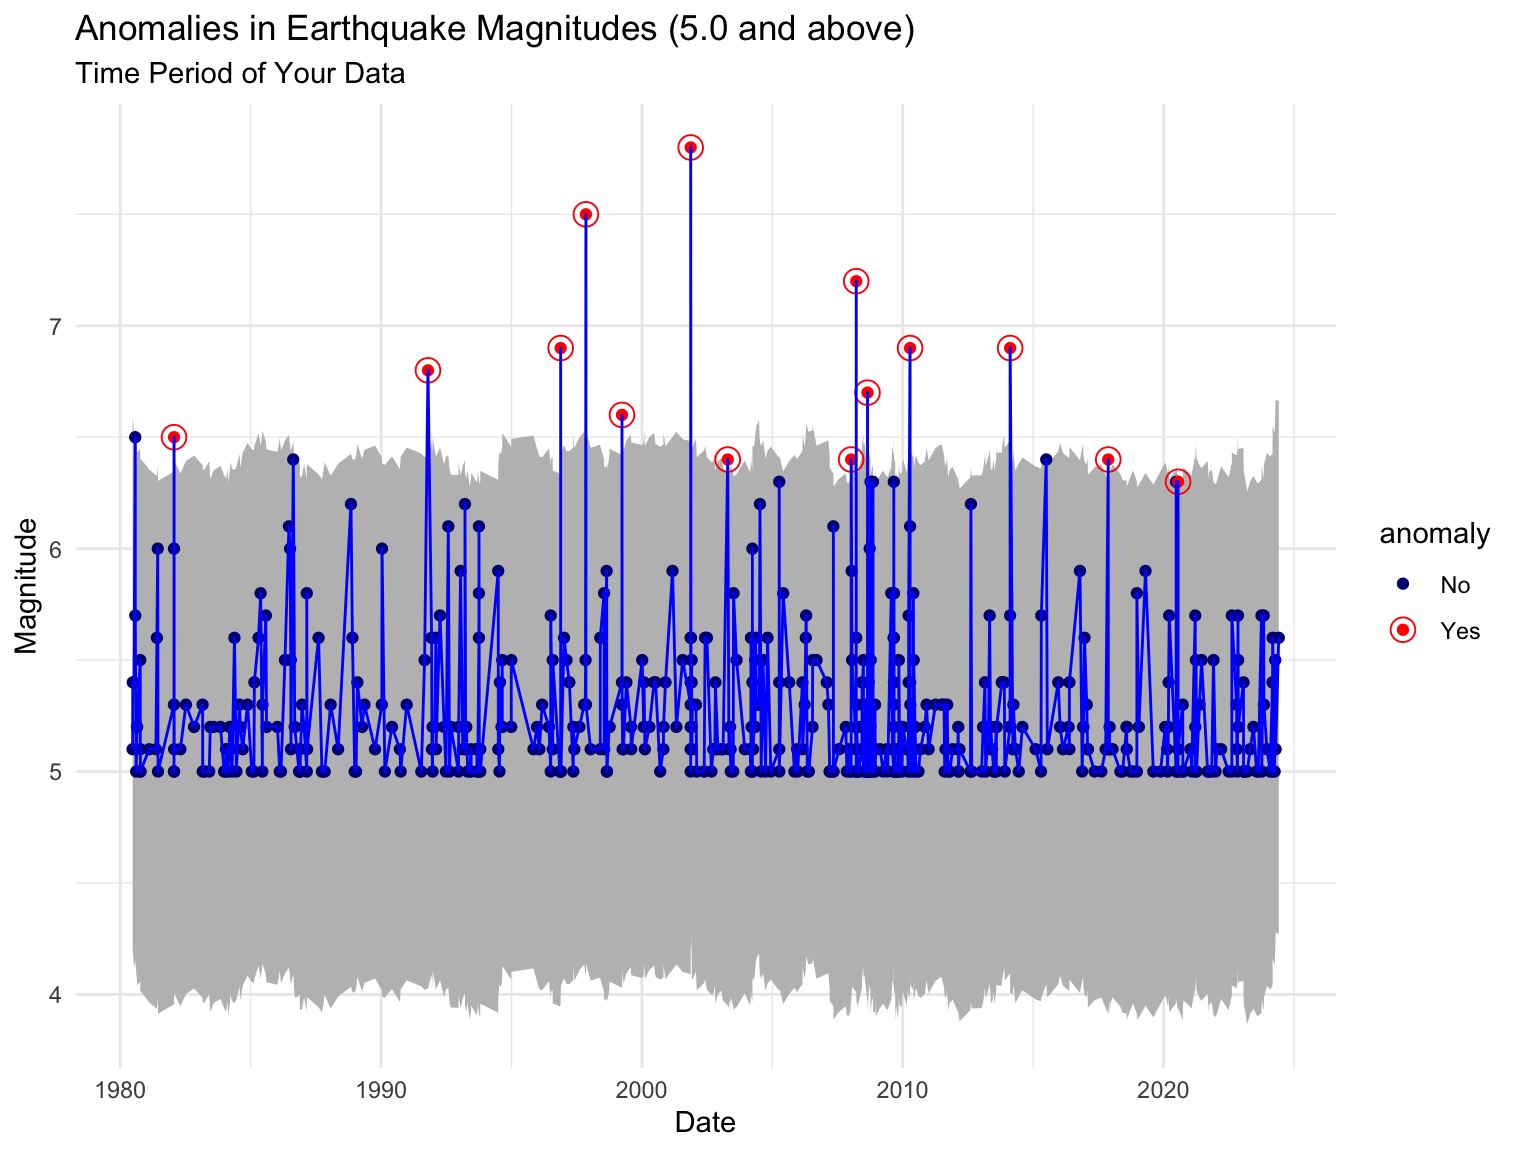 Anomalies in Earthquake Magnitudes (5.0 and above)
Time Period of Your Data
Magnitude
7
6
5
4
1980
1990
2000
2010
2020
Date
anomaly
No
Yes